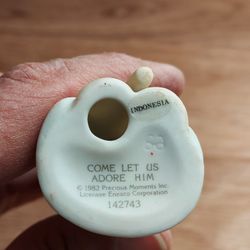 INDONESIA
COME LET US
ADORE HIM
© 1982 Precious Moments Inc.
Licensee Enesco Corporation
142743